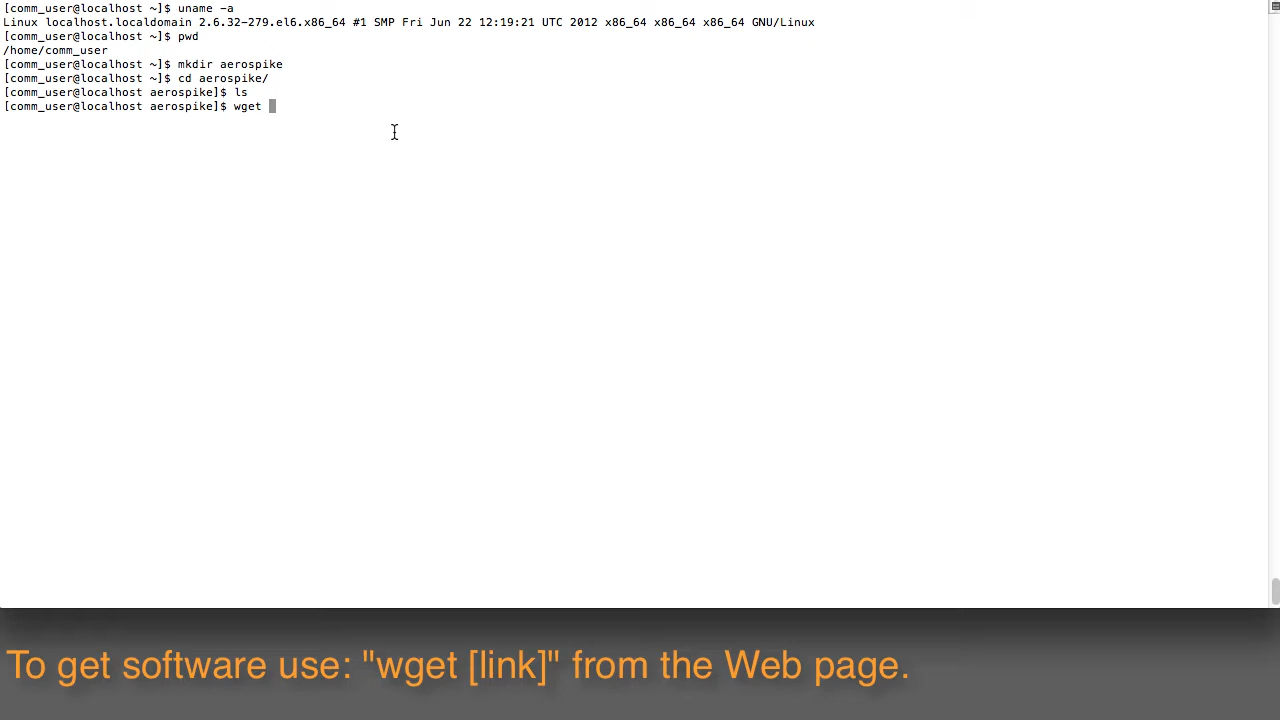 [comm_user@localhost ~]$ uname -a
Linux localhost.localdomain 2.6.32-279.el6.x86_64 #1 SMP Fri Jun 22 12:19:21 UTC 2012 x86_64 x86_64 x86_64 GNU/Linux
[comm_user@localhost ~]$ pwd
/home/comm_user
[comm_user@localhost ~]$ mkdir aerospike
[comm_user@localhost ~]$ cd aerospike/
[comm_user@localhost aerospike]$ ls
[comm_user@localhost aerospike]$ wget
To get software use: "wget [link]" from the Web page.